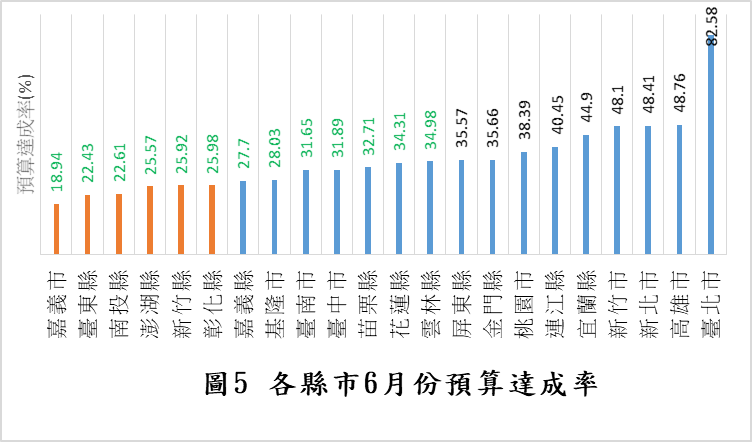 預算達成率(%)
18.94
22.43
22.61
25.57
25.92
25.98
27.7
28.03
31.65
31.89
32.71
34.31
34.98
35.57
35.66
38.39
40.45
44.9
48.1
48.41
48.76
82.58
嘉義市
臺東縣
南投縣
澎湖縣
新竹縣
彰化縣
嘉義縣
基隆市
臺南市
臺中市
苗栗縣
花蓮縣
雲林縣
屏東縣
金門縣
桃園市
連江縣
宜蘭縣
新竹市
新北市
高雄市
臺北市
圖5 各縣市6月份預算達成率